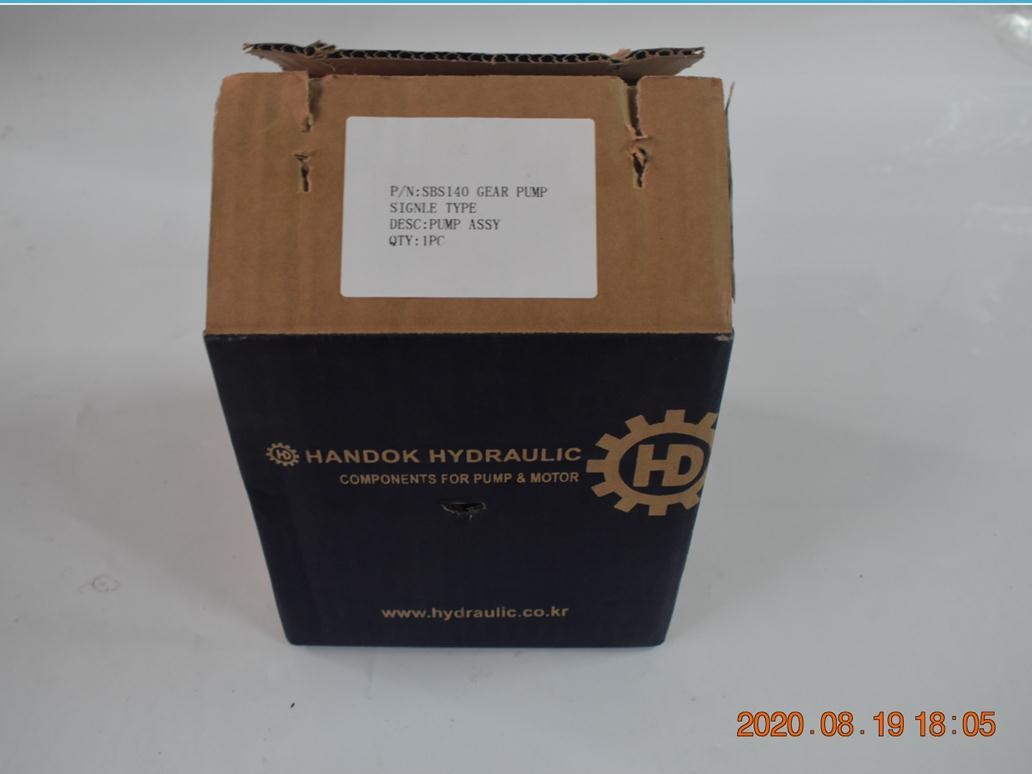 P/N:SBS140 GEAR PUMP
SIGNLE TYPE
DESC:PUMP ASSY
QTY:1PC
HD HANDOK HYDRAULIC
COMPONENTS FOR PUMP & MOTOR
HD
www.hydraulic.co.kr
2020.08.19 18:05